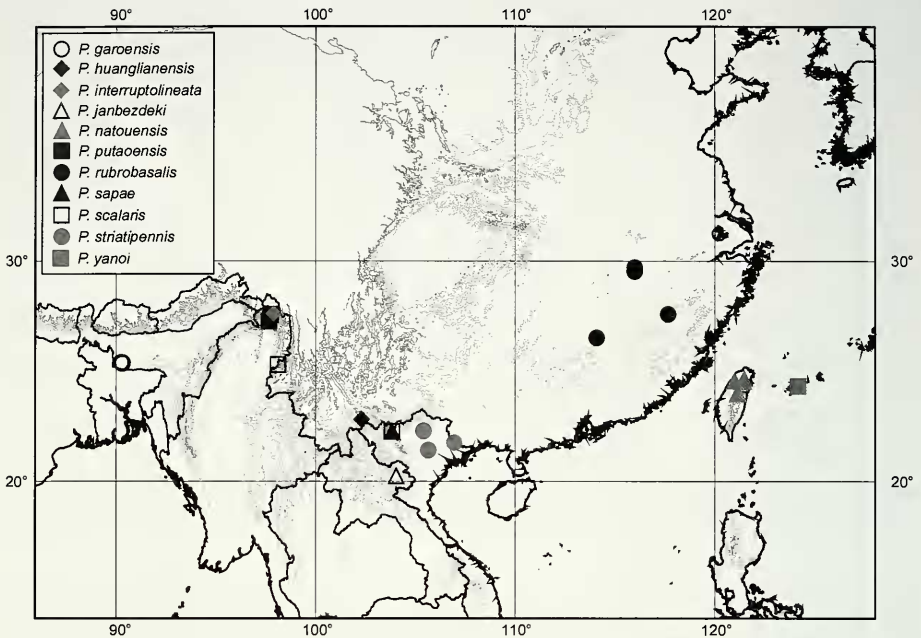 90° 100° 110° 120°
P. garoensis
P. huanglianensis
P. interruptolineata
P. janbezdeki
P. natouensis
P. putaoensis
P. rubrobasalis
P. sapae
P. scalaris
P. striatipennis
P. yanoi
30° 30°
20° 20°
90° 100° 110° 120°